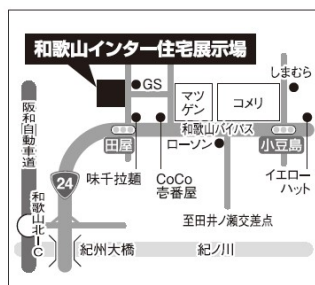 和歌山インター住宅展示場
しまむら
GS
マツ
ゲン
コメリ
阪和自動車道
和歌山バイパス
田屋
ローソン
小豆島
味千拉麺
CoCo
壱番屋
イエロー
ハット
24
和歌山北IC
至田井ノ瀬交差点
紀州大橋
紀ノ川